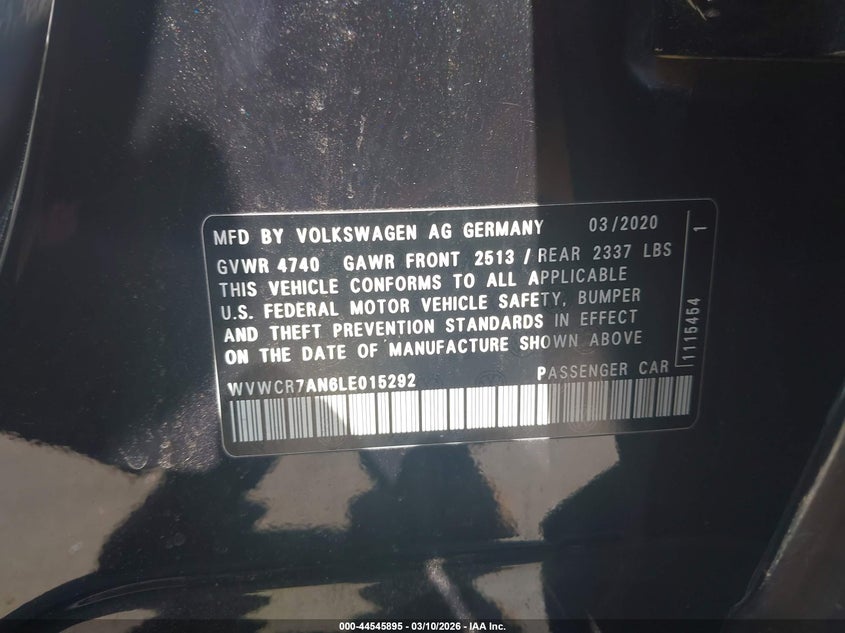 MFD BY VOLKSWAGEN AG GERMANY 03/2020
GVWR 4740 GAWR FRONT 2513 / REAR 2337 LBS
THIS VEHICLE CONFORMS TO ALL APPLICABLE
U.S. FEDERAL MOTOR VEHICLE SAFETY, BUMPER
AND THEFT PREVENTION STANDARDS IN EFFECT
ON THE DATE OF MANUFACTURE SHOWN ABOVE
WVWCR7AN6LE015292 PASSENGER CAR
1115454 1
000-44545895 - 03/10/2026 - IAA Inc.